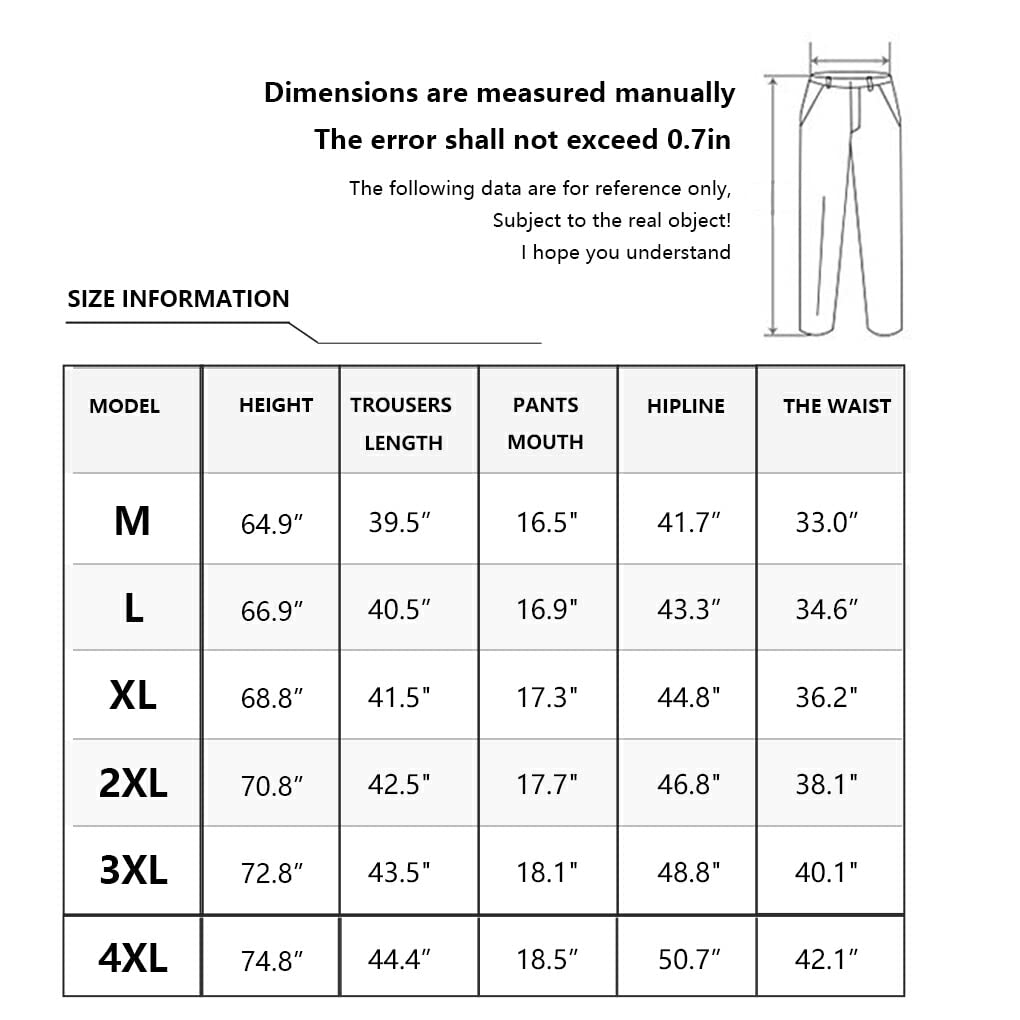 Dimensions are measured manually
The error shall not exceed 0.7in
The following data are for reference only,
Subject to the real object!
I hope you understand
SIZE INFORMATION
MODEL HEIGHT TROUSERS LENGTH PANTS MOUTH HIPLINE THE WAIST
M 64.9″ 39.5″ 16.5" 41.7″ 33.0″
L 66.9″ 40.5″ 16.9" 43.3″ 34.6″
XL 68.8″ 41.5" 17.3" 44.8" 36.2"
2XL 70.8″ 42.5" 17.7" 46.8" 38.1"
3XL 72.8″ 43.5" 18.1" 48.8" 40.1"
4XL 74.8″ 44.4″ 18.5″ 50.7″ 42.1″